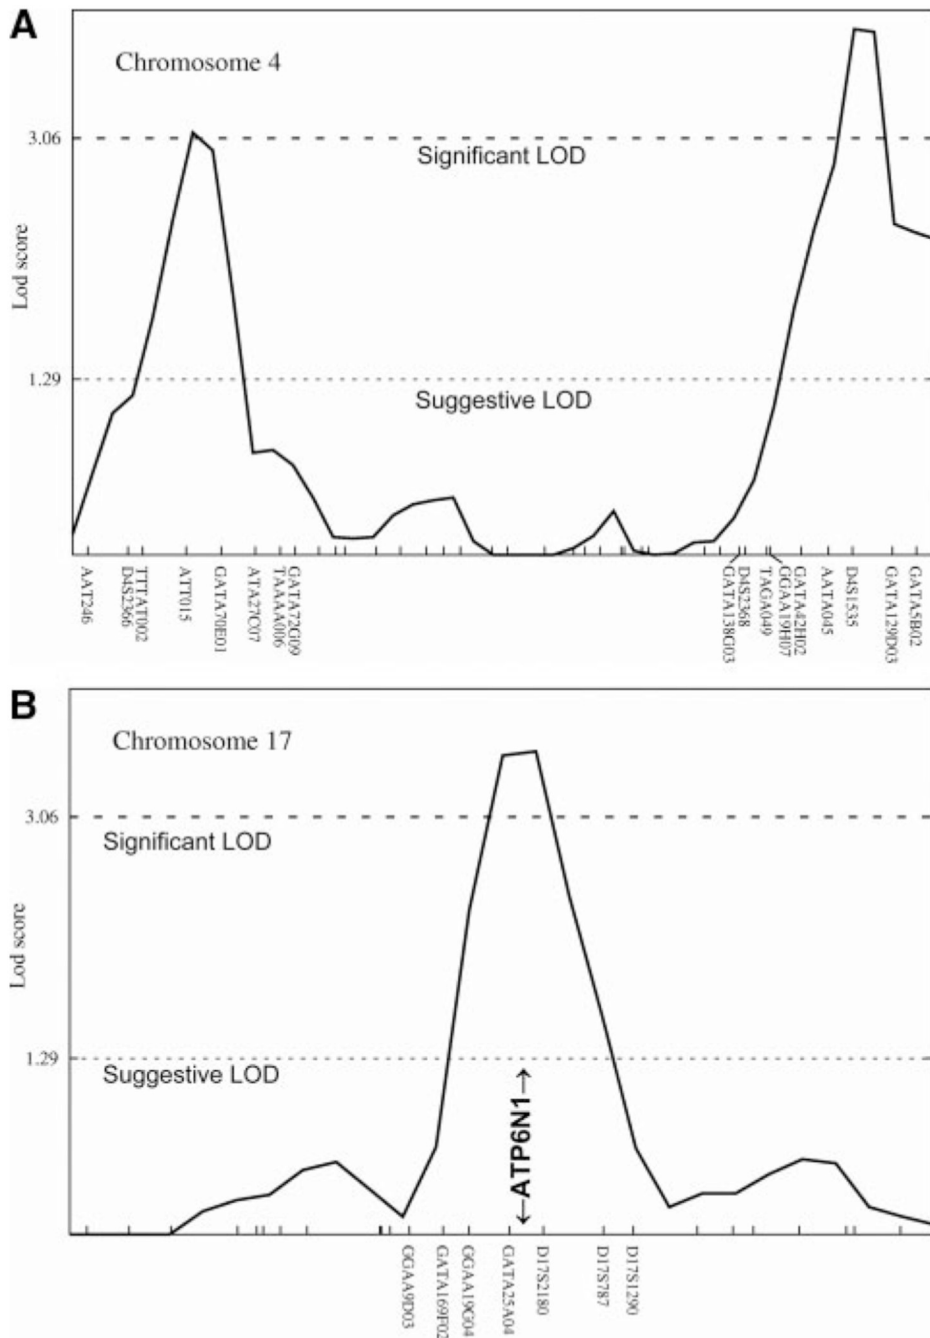 A
Chromosome 4
3.06
Significant LOD
Lod score
1.29
Suggestive LOD
AAT246
D4S2366
TTTAT002
ATT015
GATA70E01
ATA27C07
TAAAA006
GATA72G09
GATA138G03
D4S2368
TAGA049
GGAA19H07
GATA42H02
AATA045
D4S1535
GATA129D03
GATA5B02
B
Chromosome 17
3.06
Significant LOD
Lod score
1.29
Suggestive LOD
←ATP6N1→
GGAA9D03
GATA169F02
GGAA19G04
GATA25A04
D17S2180
D17S787
D17S1290